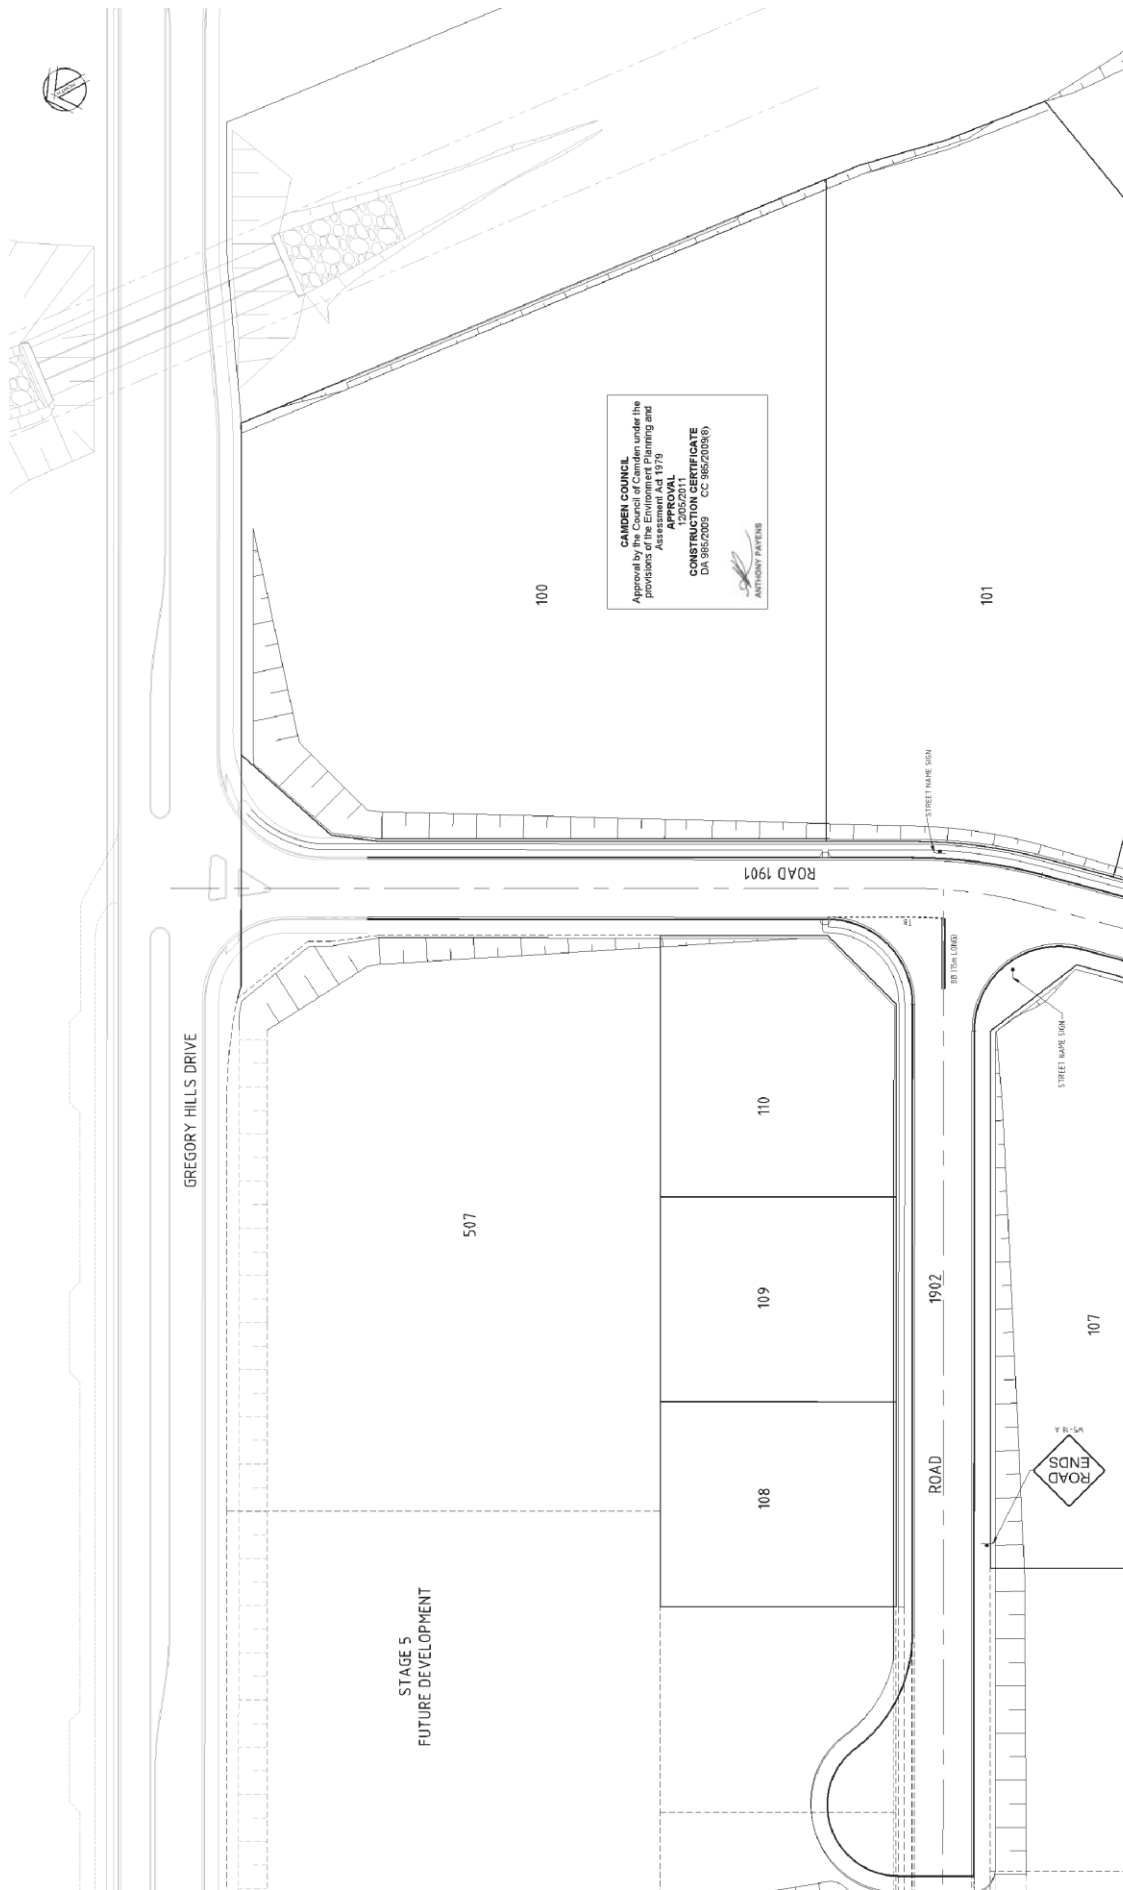 CAMDEN COUNCIL
Approval by the Council of Camden under the
provisions of the Environment Planning and
Assessment Act 1979
APPROVAL
12/05/2011
CONSTRUCTION CERTIFICATE
DA 985/2009 CC 985/2009(8)
ANTHONY PAYENS
100
101
STREET NAME SIGN
ROAD 1901
BB (15m LONG)
STREET NAME SIGN
GREGORY HILLS DRIVE
507
110
109
108
ROAD 1902
107
W5-18 A
ROAD
ENDS
STAGE 5
FUTURE DEVELOPMENT